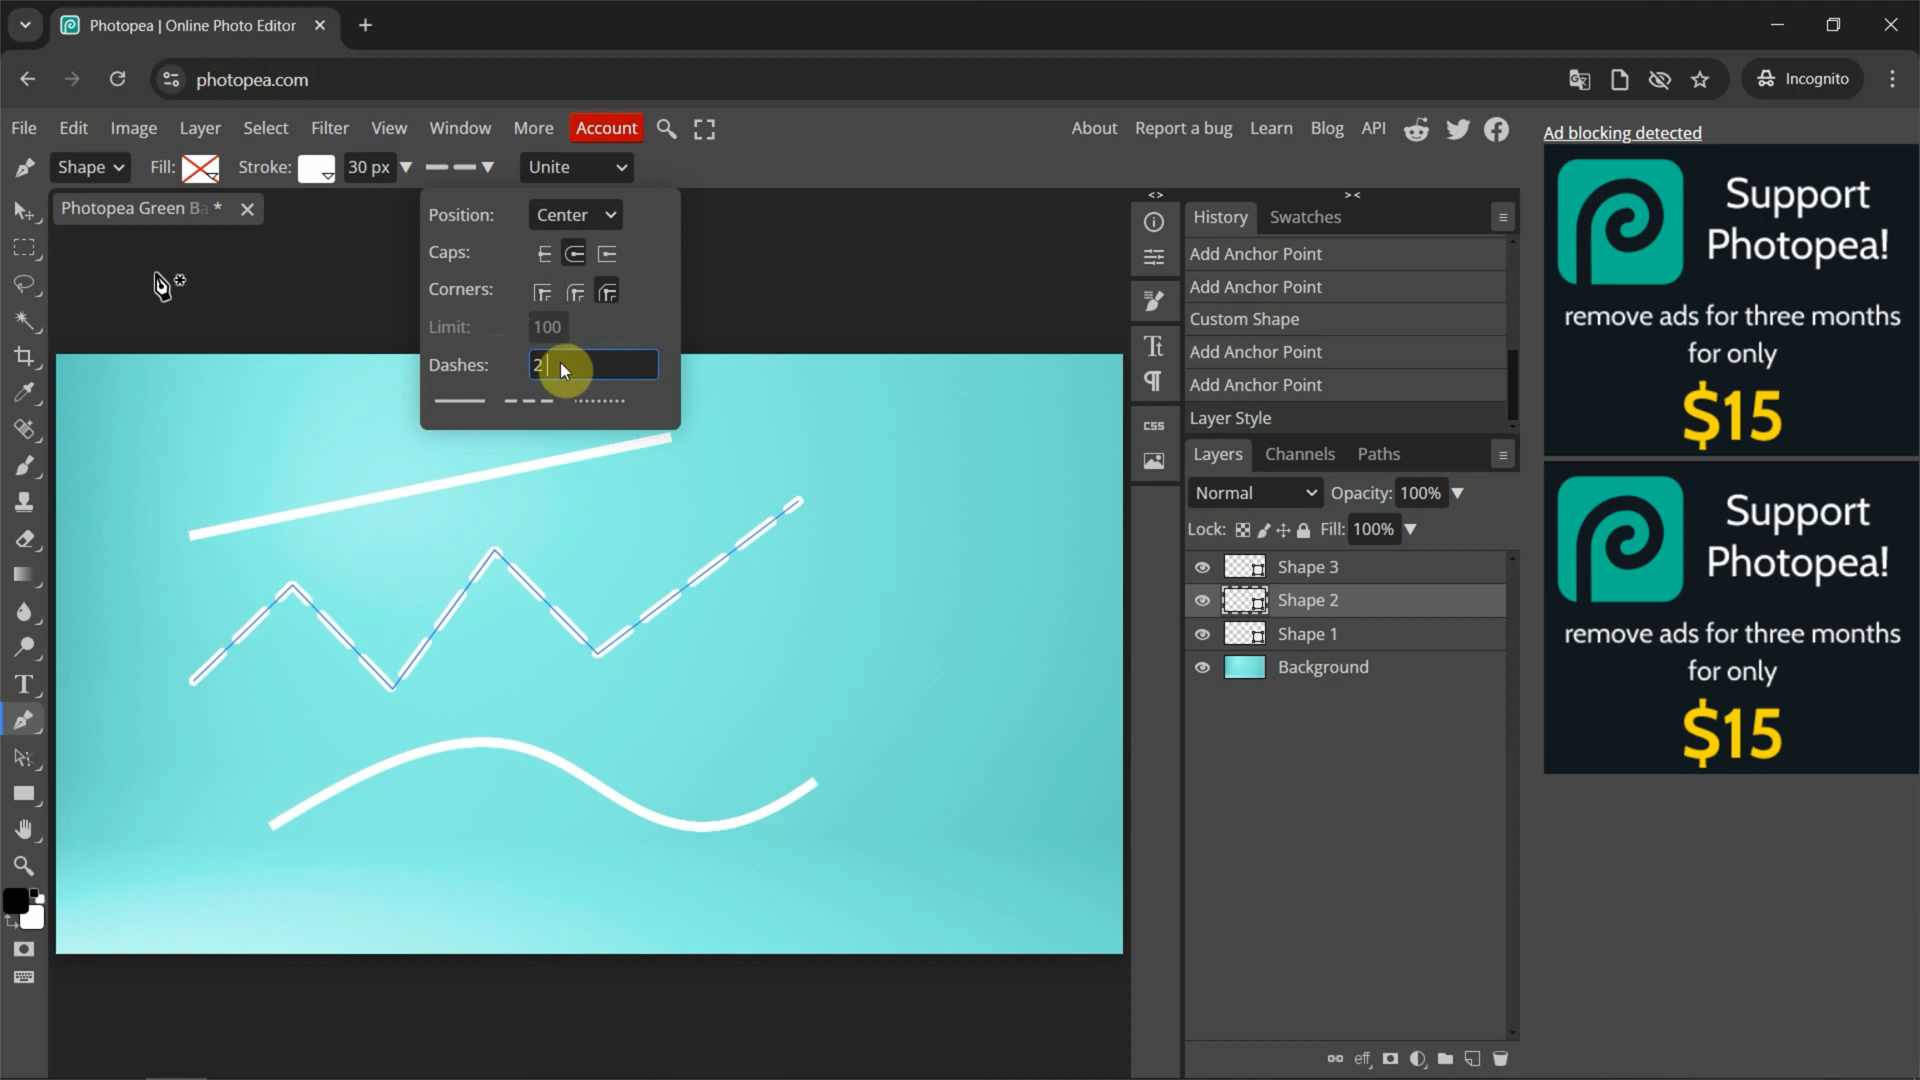 Photopea | Online Photo Editor
photopea.com
Incognito
File Edit Image Layer Select Filter View Window More Account
About Report a bug Learn Blog API
Ad blocking detected
Shape Fill: Stroke: 30 px Unite
Photopea Green Ba *
Position: Center
Caps:
Corners:
Limit: 100
Dashes: 2
History Swatches
Add Anchor Point
Add Anchor Point
Custom Shape
Add Anchor Point
Add Anchor Point
Layer Style
CSS
Layers Channels Paths
Normal Opacity: 100%
Lock: Fill: 100%
Shape 3
Shape 2
Shape 1
Background
eff
Support
Photopea!
remove ads for three months
for only
$15
Support
Photopea!
remove ads for three months
for only
$15